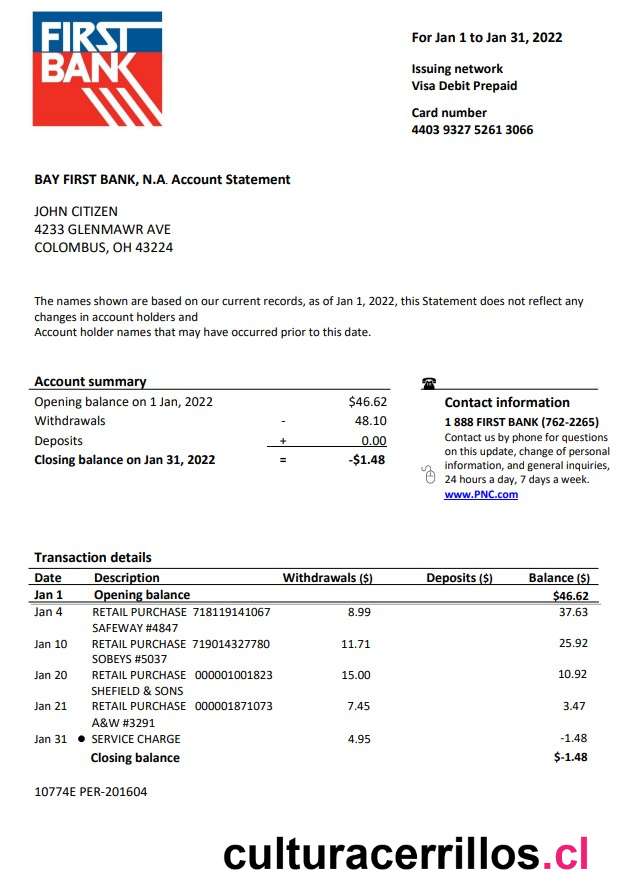 FIRST
BANK
For Jan 1 to Jan 31, 2022
Issuing network
Visa Debit Prepaid
Card number
4403 9327 5261 3066
BAY FIRST BANK, N.A. Account Statement
JOHN CITIZEN
4233 GLENMAWR AVE
COLOMBUS, OH 43224
The names shown are based on our current records, as of Jan 1, 2022, this Statement does not reflect any
changes in account holders and
Account holder names that may have occurred prior to this date.
Account summary
Opening balance on 1 Jan, 2022 $46.62
Withdrawals - 48.10
Deposits + 0.00
Closing balance on Jan 31, 2022 = -$1.48
Contact information
1 888 FIRST BANK (762-2265)
Contact us by phone for questions
on this update, change of personal
information, and general inquiries,
24 hours a day, 7 days a week.
www.PNC.com
Transaction details
Date Description Withdrawals ($) Deposits ($) Balance ($)
Jan 1 Opening balance $46.62
Jan 4 RETAIL PURCHASE 718119141067 8.99 37.63
SAFEWAY #4847
Jan 10 RETAIL PURCHASE 719014327780 11.71 25.92
SOBEYS #5037
Jan 20 RETAIL PURCHASE 000001001823 15.00 10.92
SHEFIELD & SONS
Jan 21 RETAIL PURCHASE 000001871073 7.45 3.47
A&W #3291
Jan 31 ● SERVICE CHARGE 4.95 -1.48
Closing balance $-1.48
10774E PER-201604
culturacerrillos.cl